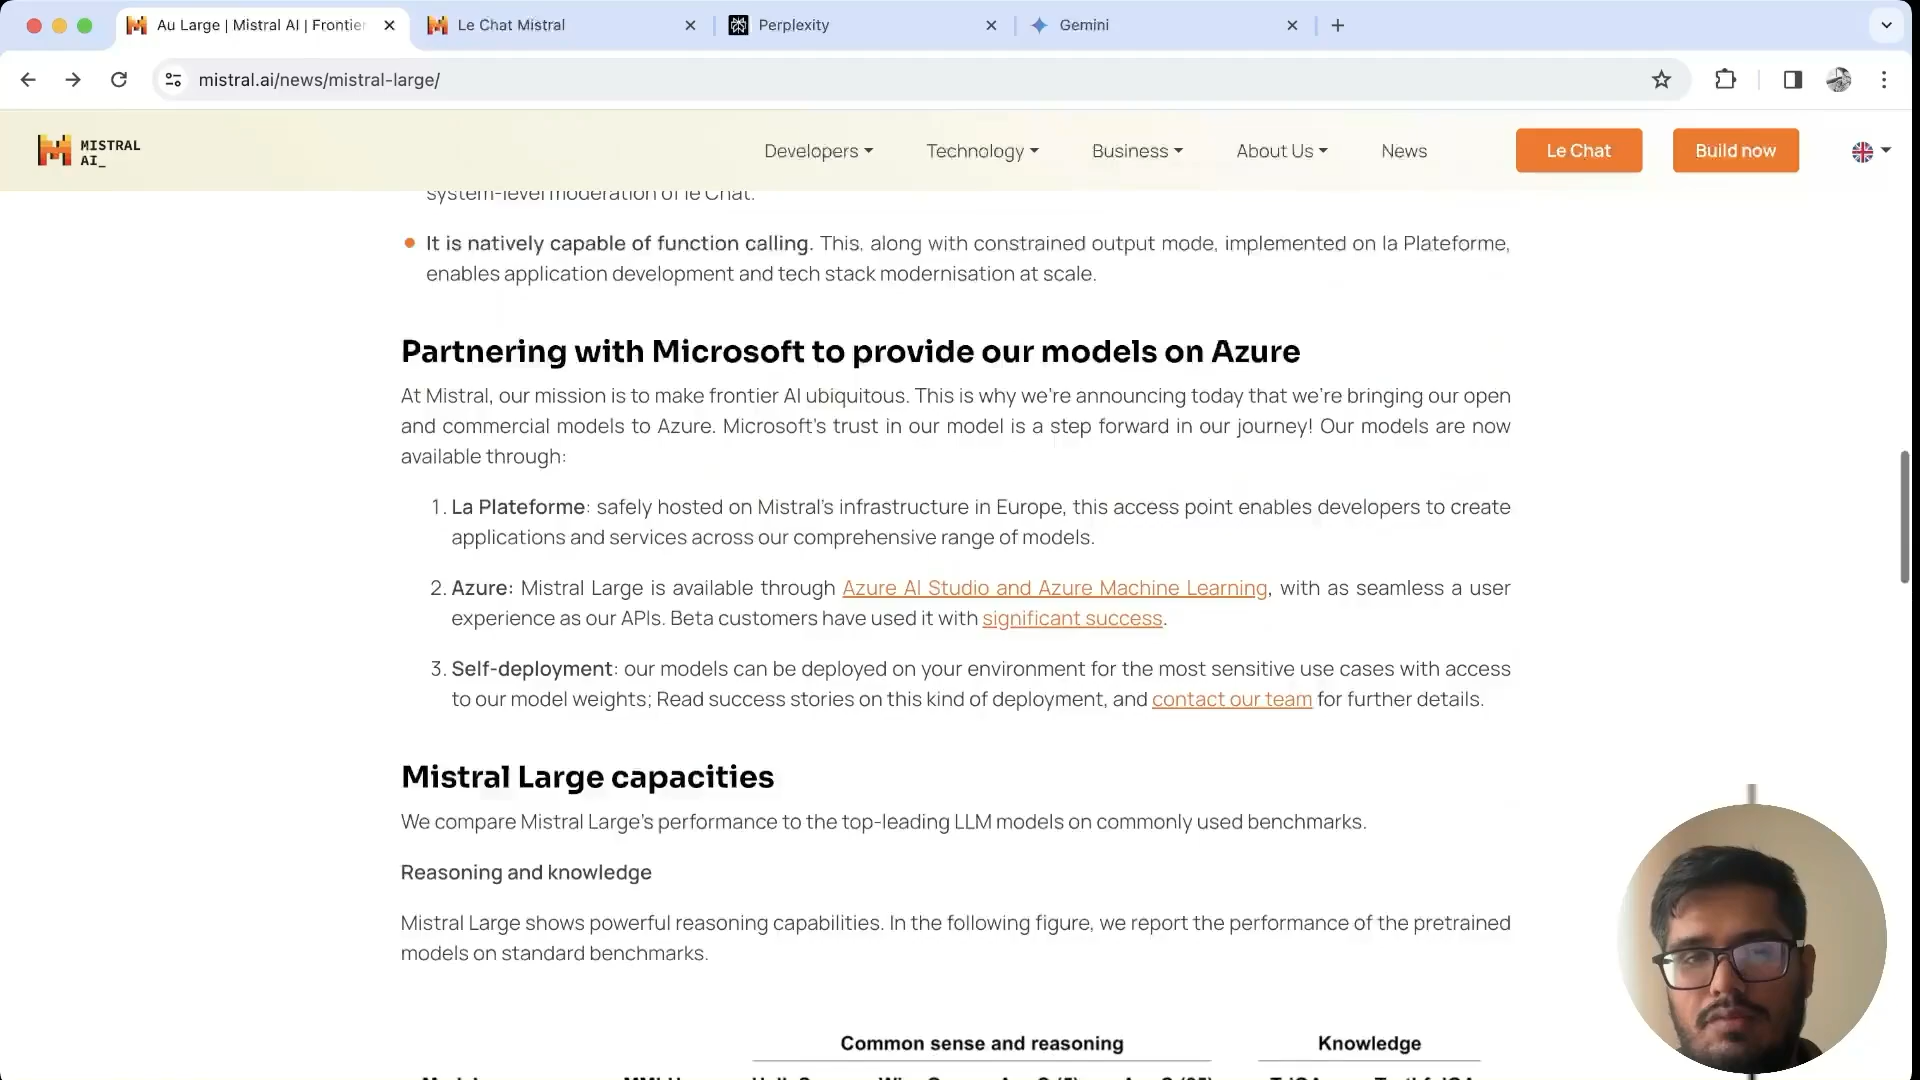 Au Large | Mistral AI | Frontier
Le Chat Mistral
Perplexity
Gemini
mistral.ai/news/mistral-large/
MISTRAL
AI_
Developers
Technology
Business
About Us
News
Le Chat
Build now
system-level moderation of le Chat.
It is natively capable of function calling. This, along with constrained output mode, implemented on la Plateforme,
enables application development and tech stack modernisation at scale.
Partnering with Microsoft to provide our models on Azure
At Mistral, our mission is to make frontier AI ubiquitous. This is why we're announcing today that we're bringing our open
and commercial models to Azure. Microsoft's trust in our model is a step forward in our journey! Our models are now
available through:
1. La Plateforme: safely hosted on Mistral's infrastructure in Europe, this access point enables developers to create
applications and services across our comprehensive range of models.
2. Azure: Mistral Large is available through Azure AI Studio and Azure Machine Learning, with as seamless a user
experience as our APIs. Beta customers have used it with significant success.
3. Self-deployment: our models can be deployed on your environment for the most sensitive use cases with access
to our model weights; Read success stories on this kind of deployment, and contact our team for further details.
Mistral Large capacities
We compare Mistral Large's performance to the top-leading LLM models on commonly used benchmarks.
Reasoning and knowledge
Mistral Large shows powerful reasoning capabilities. In the following figure, we report the performance of the pretrained
models on standard benchmarks.
Common sense and reasoning
Knowledge